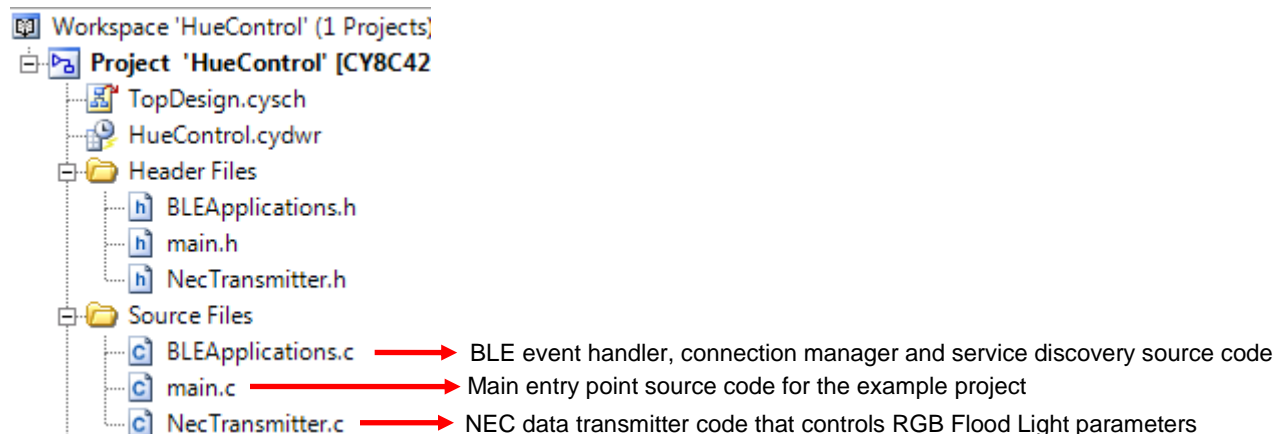 Workspace 'HueControl' (1 Projects)
Project 'HueControl' [CY8C42
TopDesign.cysch
HueControl.cydwr
Header Files
h BLEApplications.h
h main.h
h NecTransmitter.h
Source Files
c BLEApplications.c BLE event handler, connection manager and service discovery source code
c main.c Main entry point source code for the example project
c NecTransmitter.c NEC data transmitter code that controls RGB Flood Light parameters